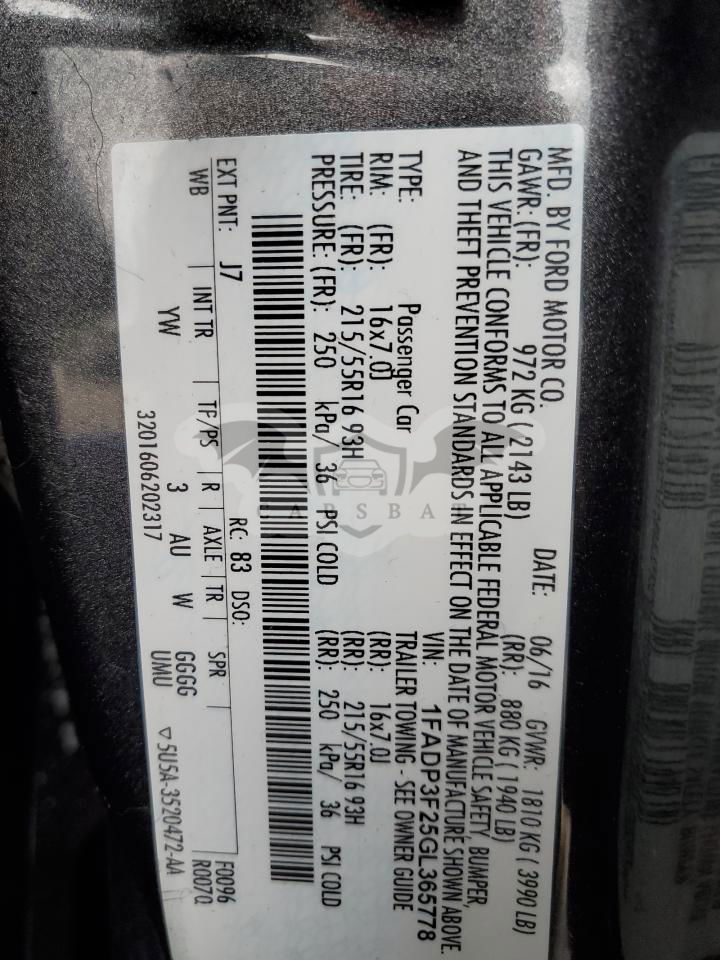 MFD. BY FORD MOTOR CO.
DATE: 06/16 GVWR: 1810 KG ( 3990 LB)
GAWR: (FR): 972 KG ( 2143 LB) (RR): 880 KG ( 1940 LB)
THIS VEHICLE CONFORMS TO ALL APPLICABLE FEDERAL MOTOR VEHICLE SAFETY, BUMPER,
AND THEFT PREVENTION STANDARDS IN EFFECT ON THE DATE OF MANUFACTURE SHOWN ABOVE.
VIN: 1FADP3F25GL365778
TYPE: Passenger Car TRAILER TOWING - SEE OWNER GUIDE
RIM: (FR): 16x7.0J (RR): 16x7.0J
TIRE: (FR): 215/55R16 93H (RR): 215/55R16 93H
PRESSURE: (FR): 250 kPa/ 36 PSI COLD (RR): 250 kPa/ 36 PSI COLD
EXT PNT: J7 RC: 83 DSO: F0096
WB INT TR TF/PS R AXLE TR SPR R0070
YW 3 AU W GGGG
UMU
3201606202317 5U5A-3520472-AA
CARSBAT